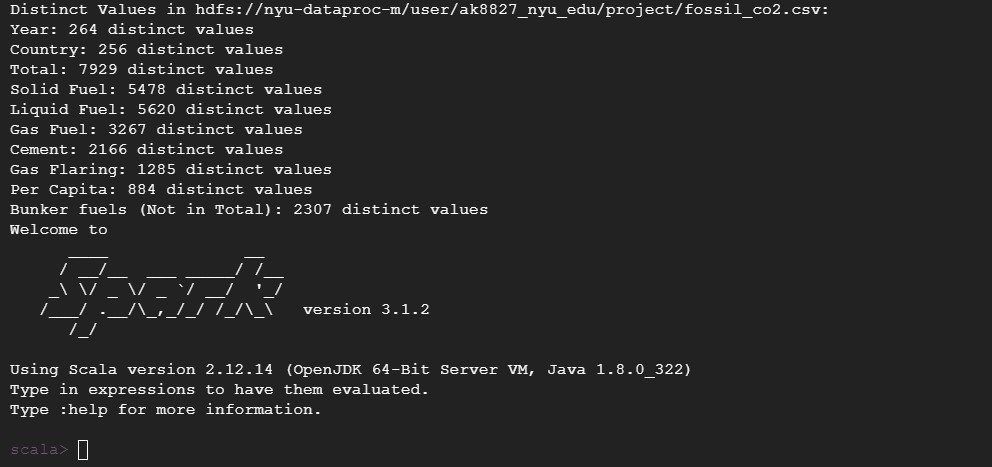 Distinct Values in hdfs://nyu-dataproc-m/user/ak8827_nyu_edu/project/fossil_co2.csv:
Year: 264 distinct values
Country: 256 distinct values
Total: 7929 distinct values
Solid Fuel: 5478 distinct values
Liquid Fuel: 5620 distinct values
Gas Fuel: 3267 distinct values
Cement: 2166 distinct values
Gas Flaring: 1285 distinct values
Per Capita: 884 distinct values
Bunker fuels (Not in Total): 2307 distinct values
Welcome to
      ____              __
     / __/__  ___ _____/ /__
    _\ \/ _ \/ _ `/ __/  '_/
   /___/ .__/\_,_/_/ /_/\_\   version 3.1.2
      /_/
Using Scala version 2.12.14 (OpenJDK 64-Bit Server VM, Java 1.8.0_322)
Type in expressions to have them evaluated.
Type :help for more information.
scala>